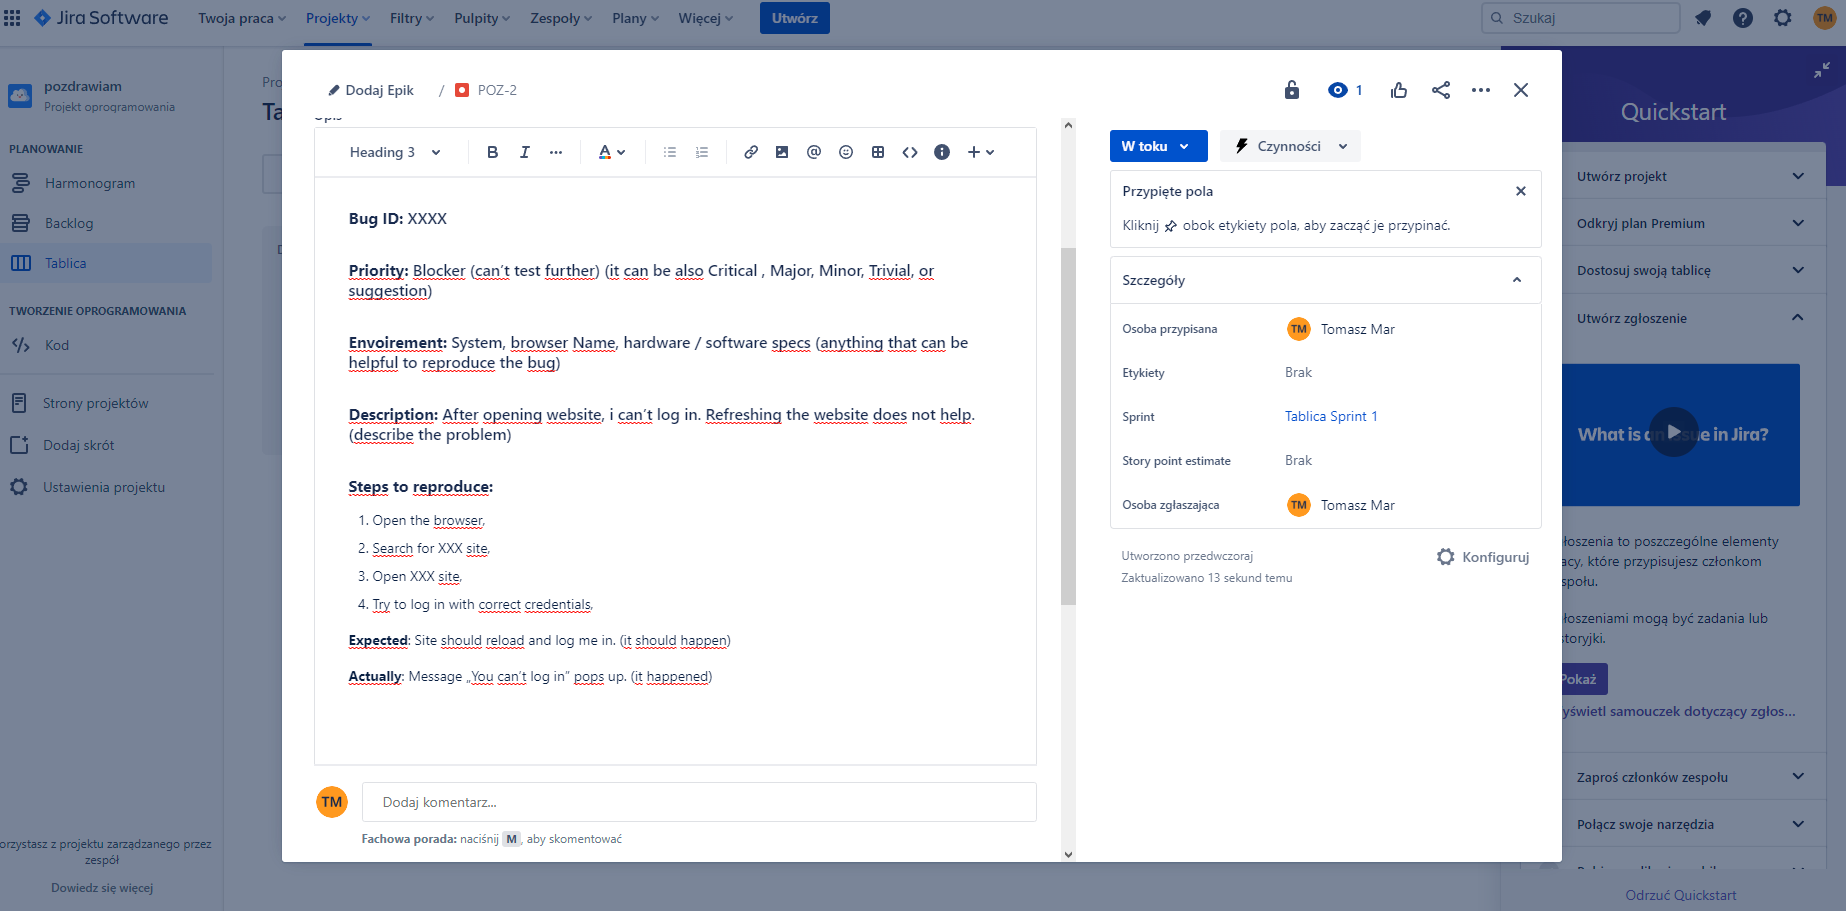 Jira Software
Twoja praca
Projekty
Filtry
Pulpity
Zespoły
Plany
Więcej
Utwórz
Szukaj
TM
pozdrawiam
Projekt oprogramowania
PLANOWANIE
Harmonogram
Backlog
Tablica
TWORZENIE OPROGRAMOWANIA
Kod
Strony projektów
Dodaj skrót
Ustawienia projektu
orzystasz z projektu zarządzanego przez
zespół
Dowiedz się więcej
Pro
Ta
Dodaj Epik / POZ-2
1
Opis
Heading 3
Bug ID: XXXX
Priority: Blocker (can't test further) (it can be also Critical , Major, Minor, Trivial, or
suggestion)
Envoirement: System, browser Name, hardware / software specs (anything that can be
helpful to reproduce the bug)
Description: After opening website, i can't log in. Refreshing the website does not help.
(describe the problem)
Steps to reproduce:
1. Open the browser,
2. Search for XXX site,
3. Open XXX site,
4. Try to log in with correct credentials,
Expected: Site should reload and log me in. (it should happen)
Actually: Message „You can't log in” pops up. (it happened)
TM
Dodaj komentarz...
Fachowa porada: naciśnij M, aby skomentować
W toku
Czynności
Przypięte pola
Kliknij obok etykiety pola, aby zacząć je przypinać.
Szczegóły
Osoba przypisana TM Tomasz Mar
Etykiety Brak
Sprint Tablica Sprint 1
Story point estimate Brak
Osoba zgłaszająca TM Tomasz Mar
Utworzono przedwczoraj
Zaktualizowano 13 sekund temu
Konfiguruj
Quickstart
Utwórz projekt
Odkryj plan Premium
Dostosuj swoją tablicę
Utwórz zgłoszenie
What is an issue in Jira?
łoszenia to poszczególne elementy
acy, które przypisujesz członkom
społu.
łoszeniami mogą być zadania lub
storyjki.
Pokaż
yświetl samouczek dotyczący zgłos...
Zaproś członków zespołu
Połącz swoje narzędzia
Odrzuć Quickstart